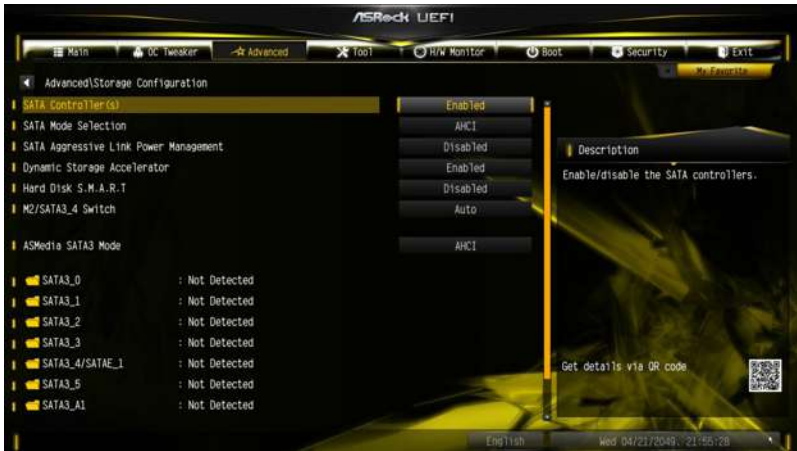 ASRock UEFI
Main OC Tweaker Advanced Tool H/W Monitor Boot Security Exit
My Favorite
Advanced\Storage Configuration
SATA Controller(s) Enabled
SATA Mode Selection AHCI
SATA Aggressive Link Power Management Disabled
Dynamic Storage Accelerator Enabled
Hard Disk S.M.A.R.T Disabled
M2/SATA3_4 Switch Auto
ASMedia SATA3 Mode AHCI
SATA3_0 : Not Detected
SATA3_1 : Not Detected
SATA3_2 : Not Detected
SATA3_3 : Not Detected
SATA3_4/SATAE_1 : Not Detected
SATA3_5 : Not Detected
SATA3_A1 : Not Detected
Description
Enable/disable the SATA controllers.
Get details via QR code
English Wed 04/21/2049, 21:55:28